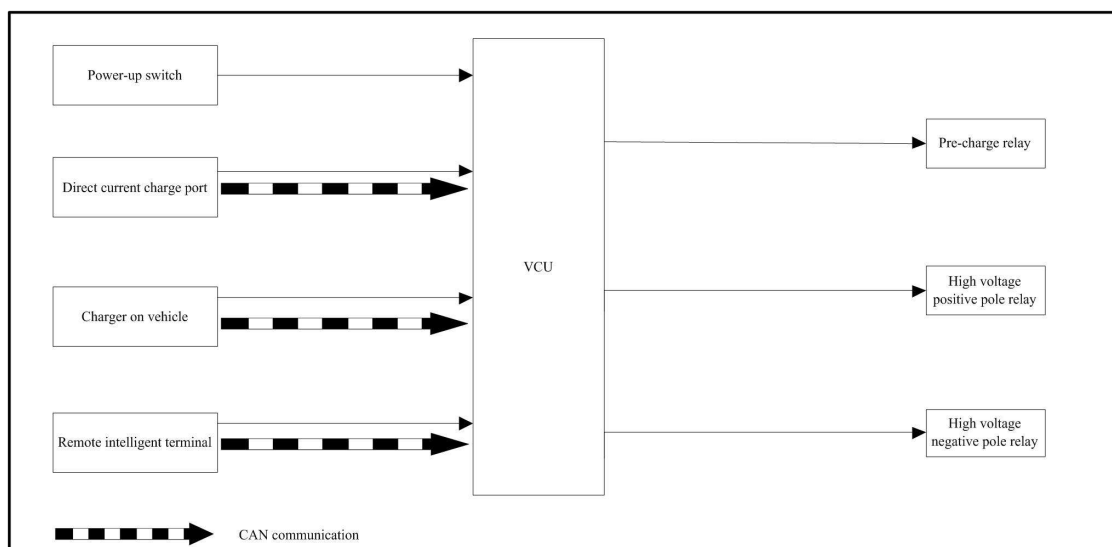 Power-up switch
Direct current charge port
Charger on vehicle
Remote intelligent terminal
VCU
Pre-charge relay
High voltage
positive pole relay
High voltage
negative pole relay
CAN communication